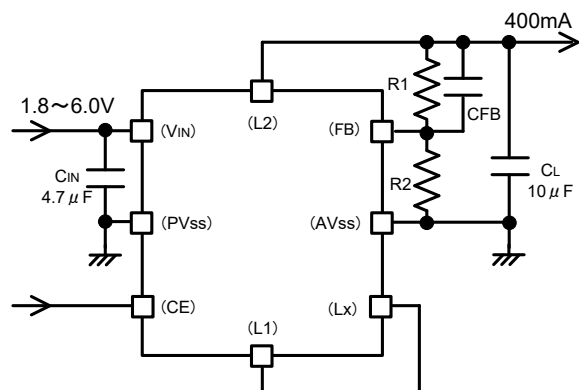 400mA
1.8～6.0V
R1
CFB
(L2)
(VIN)
(FB)
CIN
4.7μF
R2
CL
10μF
(PVss)
(AVss)
(CE)
(Lx)
(L1)